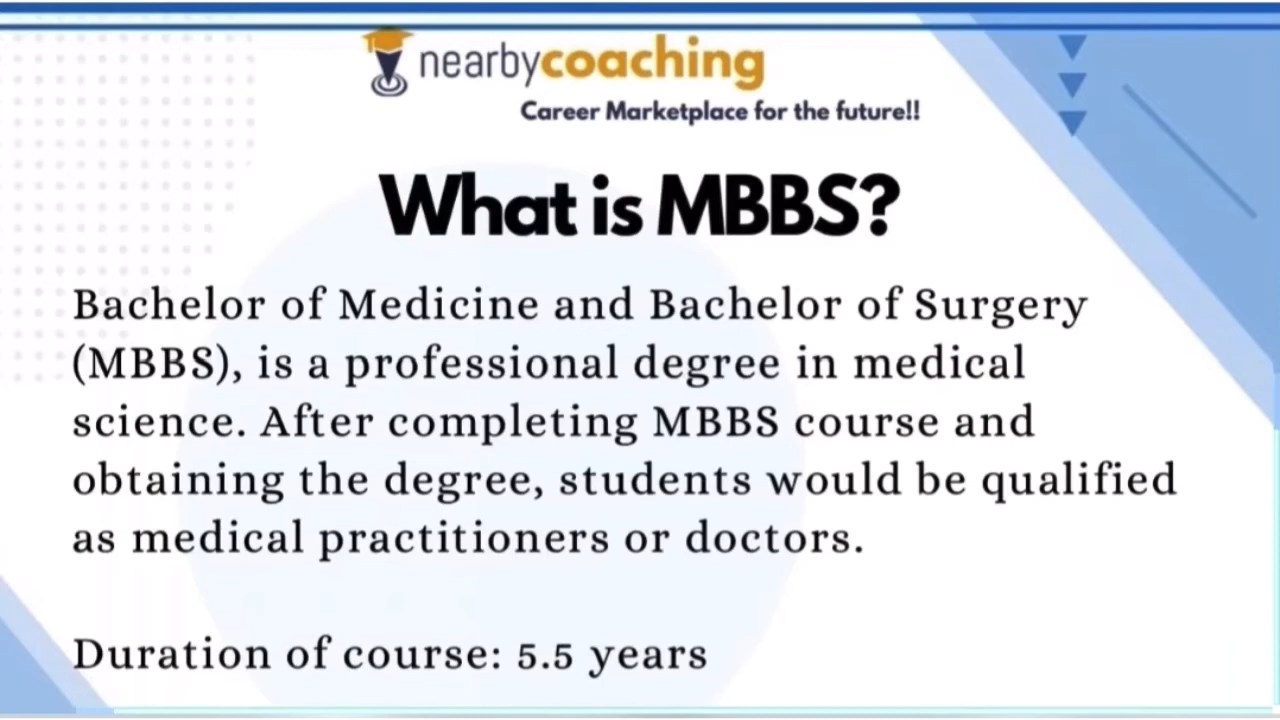 nearbycoaching
Career Marketplace for the future!!
What is MBBS?
Bachelor of Medicine and Bachelor of Surgery
(MBBS), is a professional degree in medical
science. After completing MBBS course and
obtaining the degree, students would be qualified
as medical practitioners or doctors.
Duration of course: 5.5 years